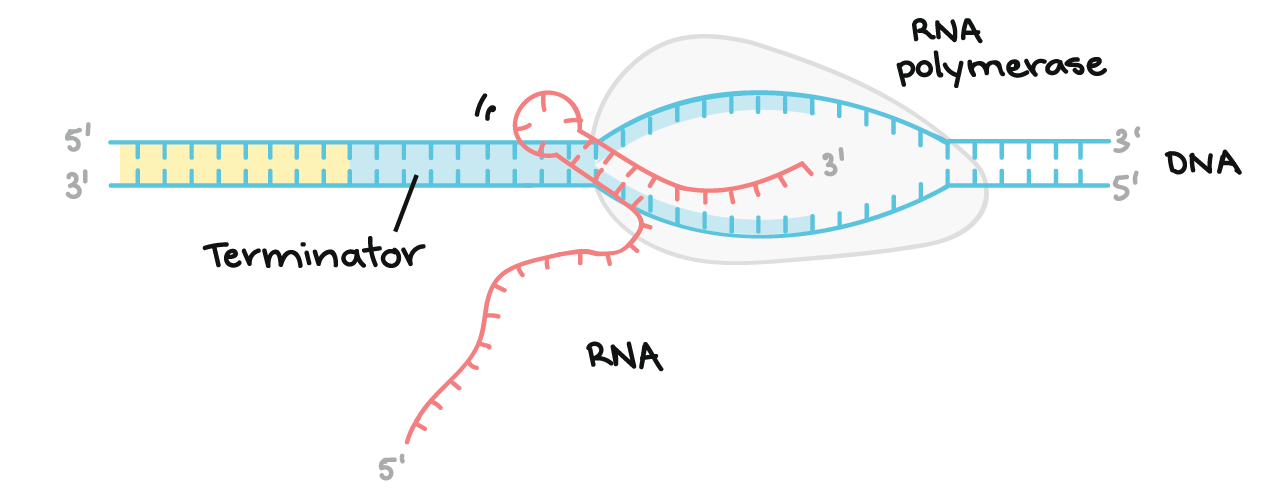 RNA
polymerase
5'
3'
3'
5'
DNA
3'
Terminator
RNA
5'